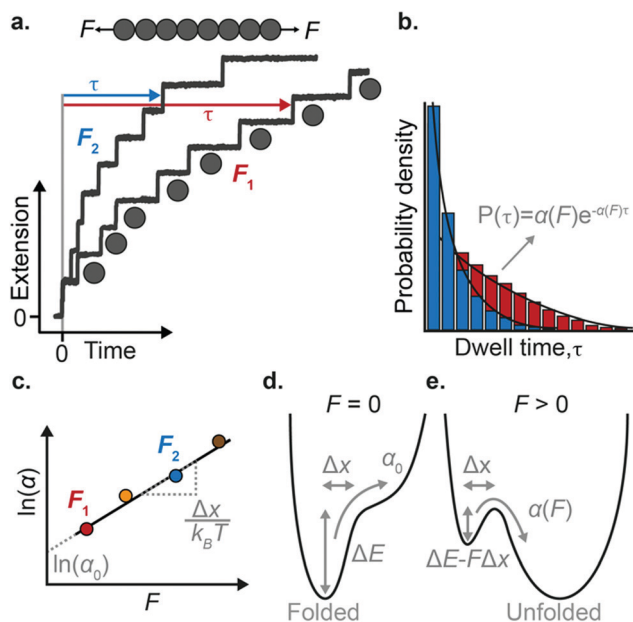 a.
F
F
τ
τ
F₂
F₁
Extension
0
0
Time
b.
Probability density
P(τ)=α(F)e^-α(F)τ
Dwell time,τ
c.
ln(α)
F₂
F₁
Δx
k_BT
ln(α₀)
F
d.
F = 0
Δx
α₀
ΔE
Folded
e.
F > 0
Δx
α(F)
ΔE-FΔx
Unfolded